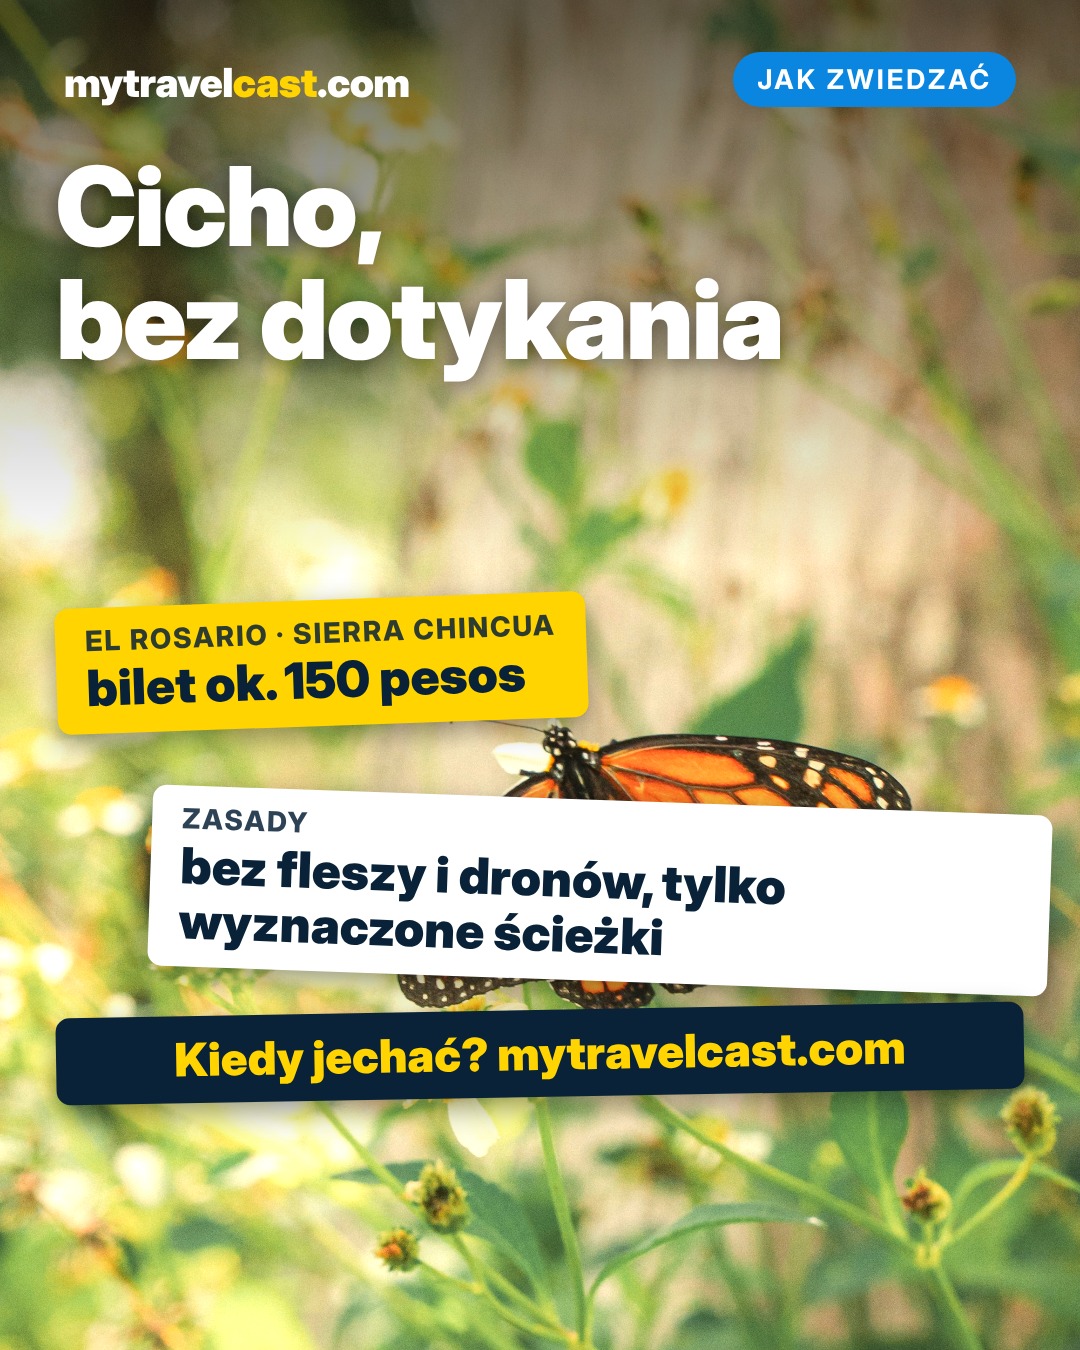 mytravelcast.com
JAK ZWIEDZAĆ
Cicho,
bez dotykania
EL ROSARIO · SIERRA CHINCUA
bilet ok. 150 pesos
ZASADY
bez fleszy i dronów, tylko
wyznaczone ścieżki
Kiedy jechać? mytravelcast.com